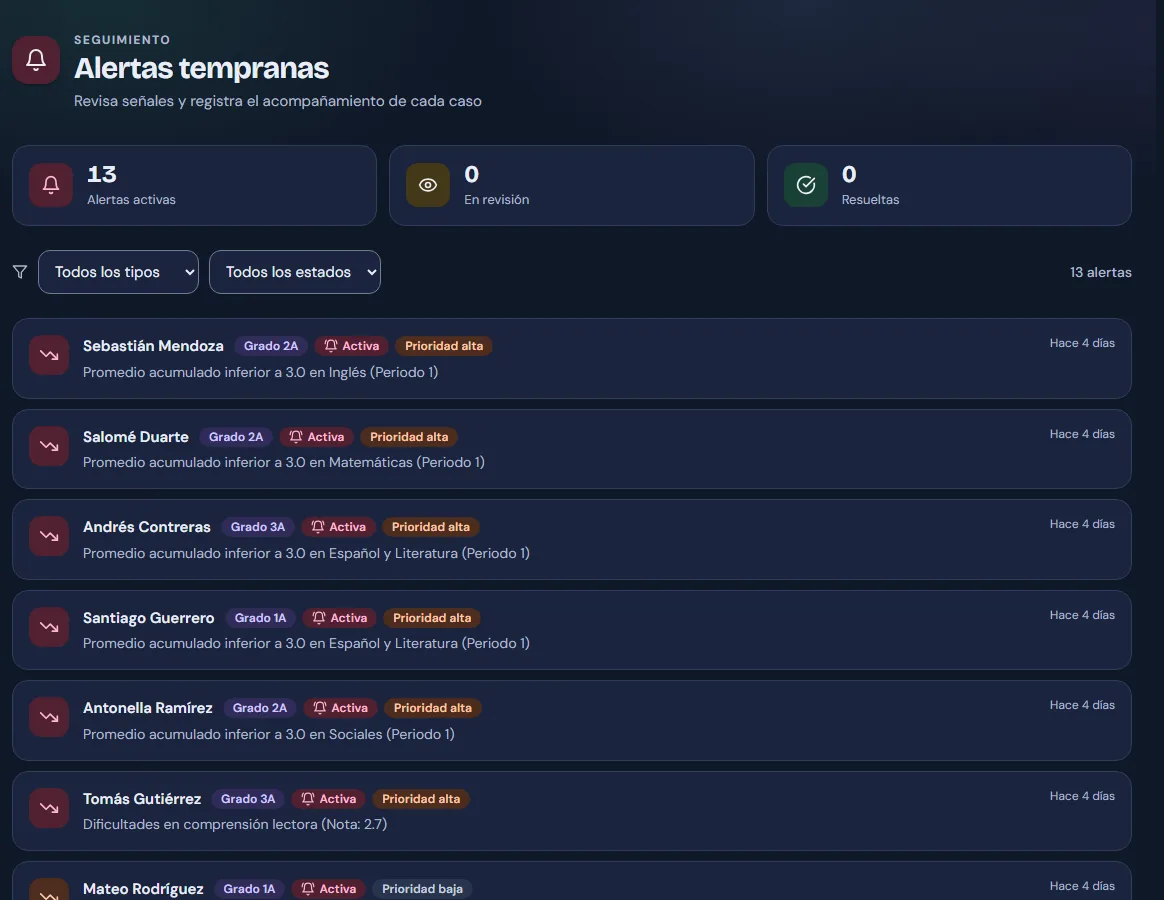 SEGUIMIENTO
Alertas tempranas
Revisa señales y registra el acompañamiento de cada caso
13
Alertas activas
0
En revisión
0
Resueltas
Todos los tipos
Todos los estados
13 alertas
Sebastián Mendoza Grado 2A Activa Prioridad alta Hace 4 días
Promedio acumulado inferior a 3.0 en Inglés (Periodo 1)
Salomé Duarte Grado 2A Activa Prioridad alta Hace 4 días
Promedio acumulado inferior a 3.0 en Matemáticas (Periodo 1)
Andrés Contreras Grado 3A Activa Prioridad alta Hace 4 días
Promedio acumulado inferior a 3.0 en Español y Literatura (Periodo 1)
Santiago Guerrero Grado 1A Activa Prioridad alta Hace 4 días
Promedio acumulado inferior a 3.0 en Español y Literatura (Periodo 1)
Antonella Ramírez Grado 2A Activa Prioridad alta Hace 4 días
Promedio acumulado inferior a 3.0 en Sociales (Periodo 1)
Tomás Gutiérrez Grado 3A Activa Prioridad alta Hace 4 días
Dificultades en comprensión lectora (Nota: 2.7)
Mateo Rodríguez Grado 1A Activa Prioridad baja Hace 4 días